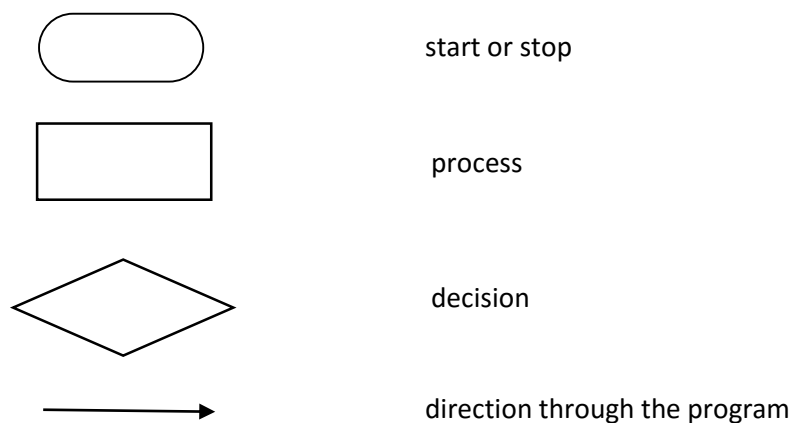 start or stop
process
decision
direction through the program